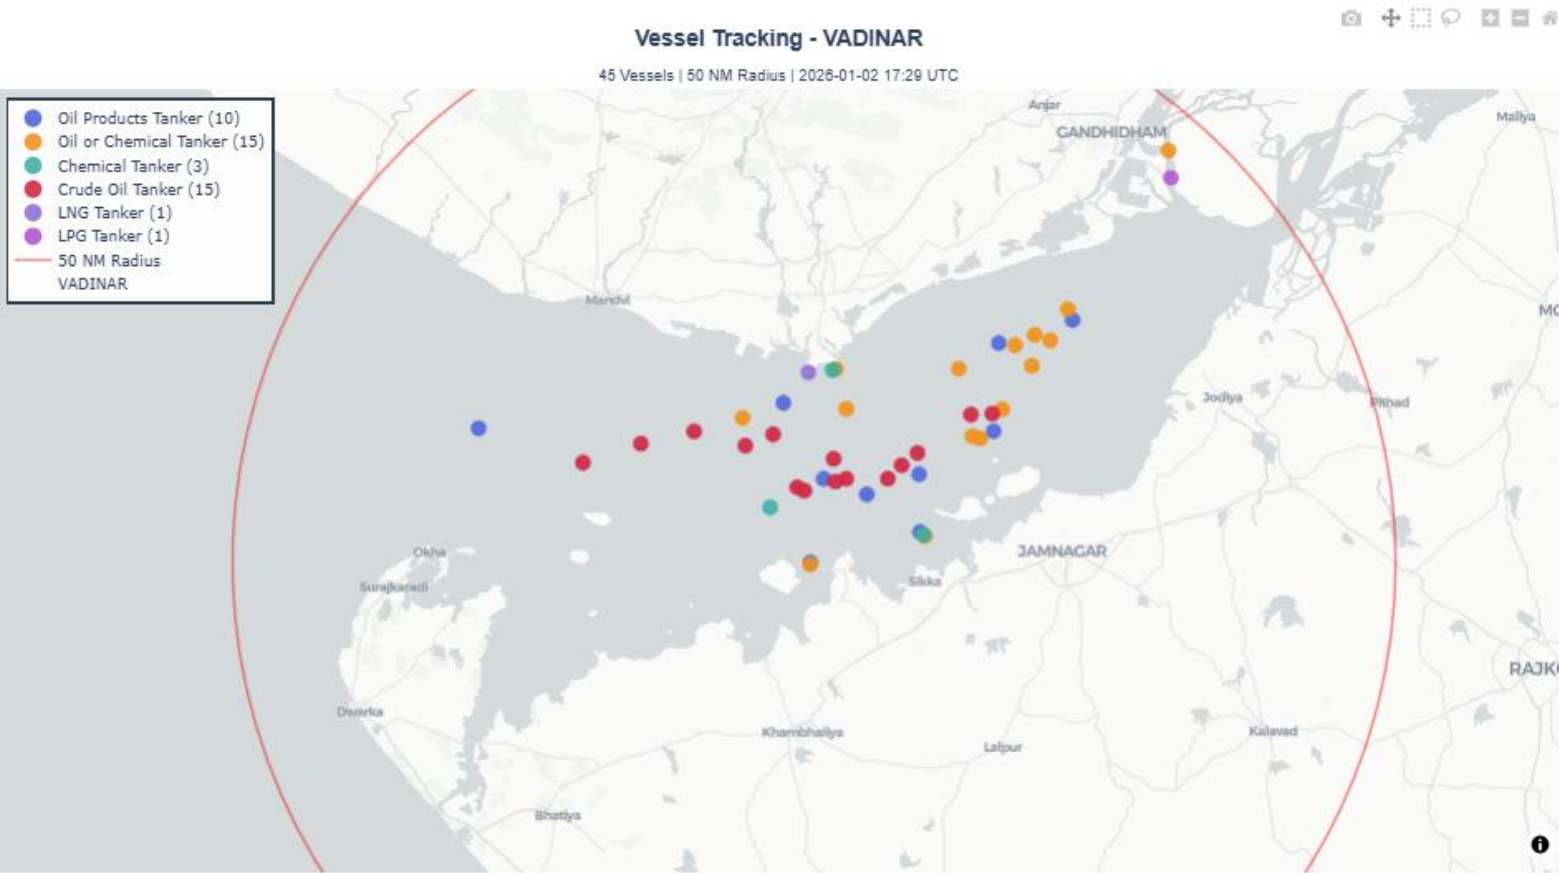 Vessel Tracking - VADINAR
45 Vessels | 50 NM Radius | 2026-01-02 17:29 UTC
Oil Products Tanker (10)
Oil or Chemical Tanker (15)
Chemical Tanker (3)
Crude Oil Tanker (15)
LNG Tanker (1)
LPG Tanker (1)
50 NM Radius
VADINAR
Anjar
GANDHIDHAM
Maliya
Mandvi
MO
Jodiya
Pithad
Okha
JAMNAGAR
Surajkaradi
Sikka
RAJK
Dwarka
Khambhaliya
Lalpur
Kalavad
Bhatiya